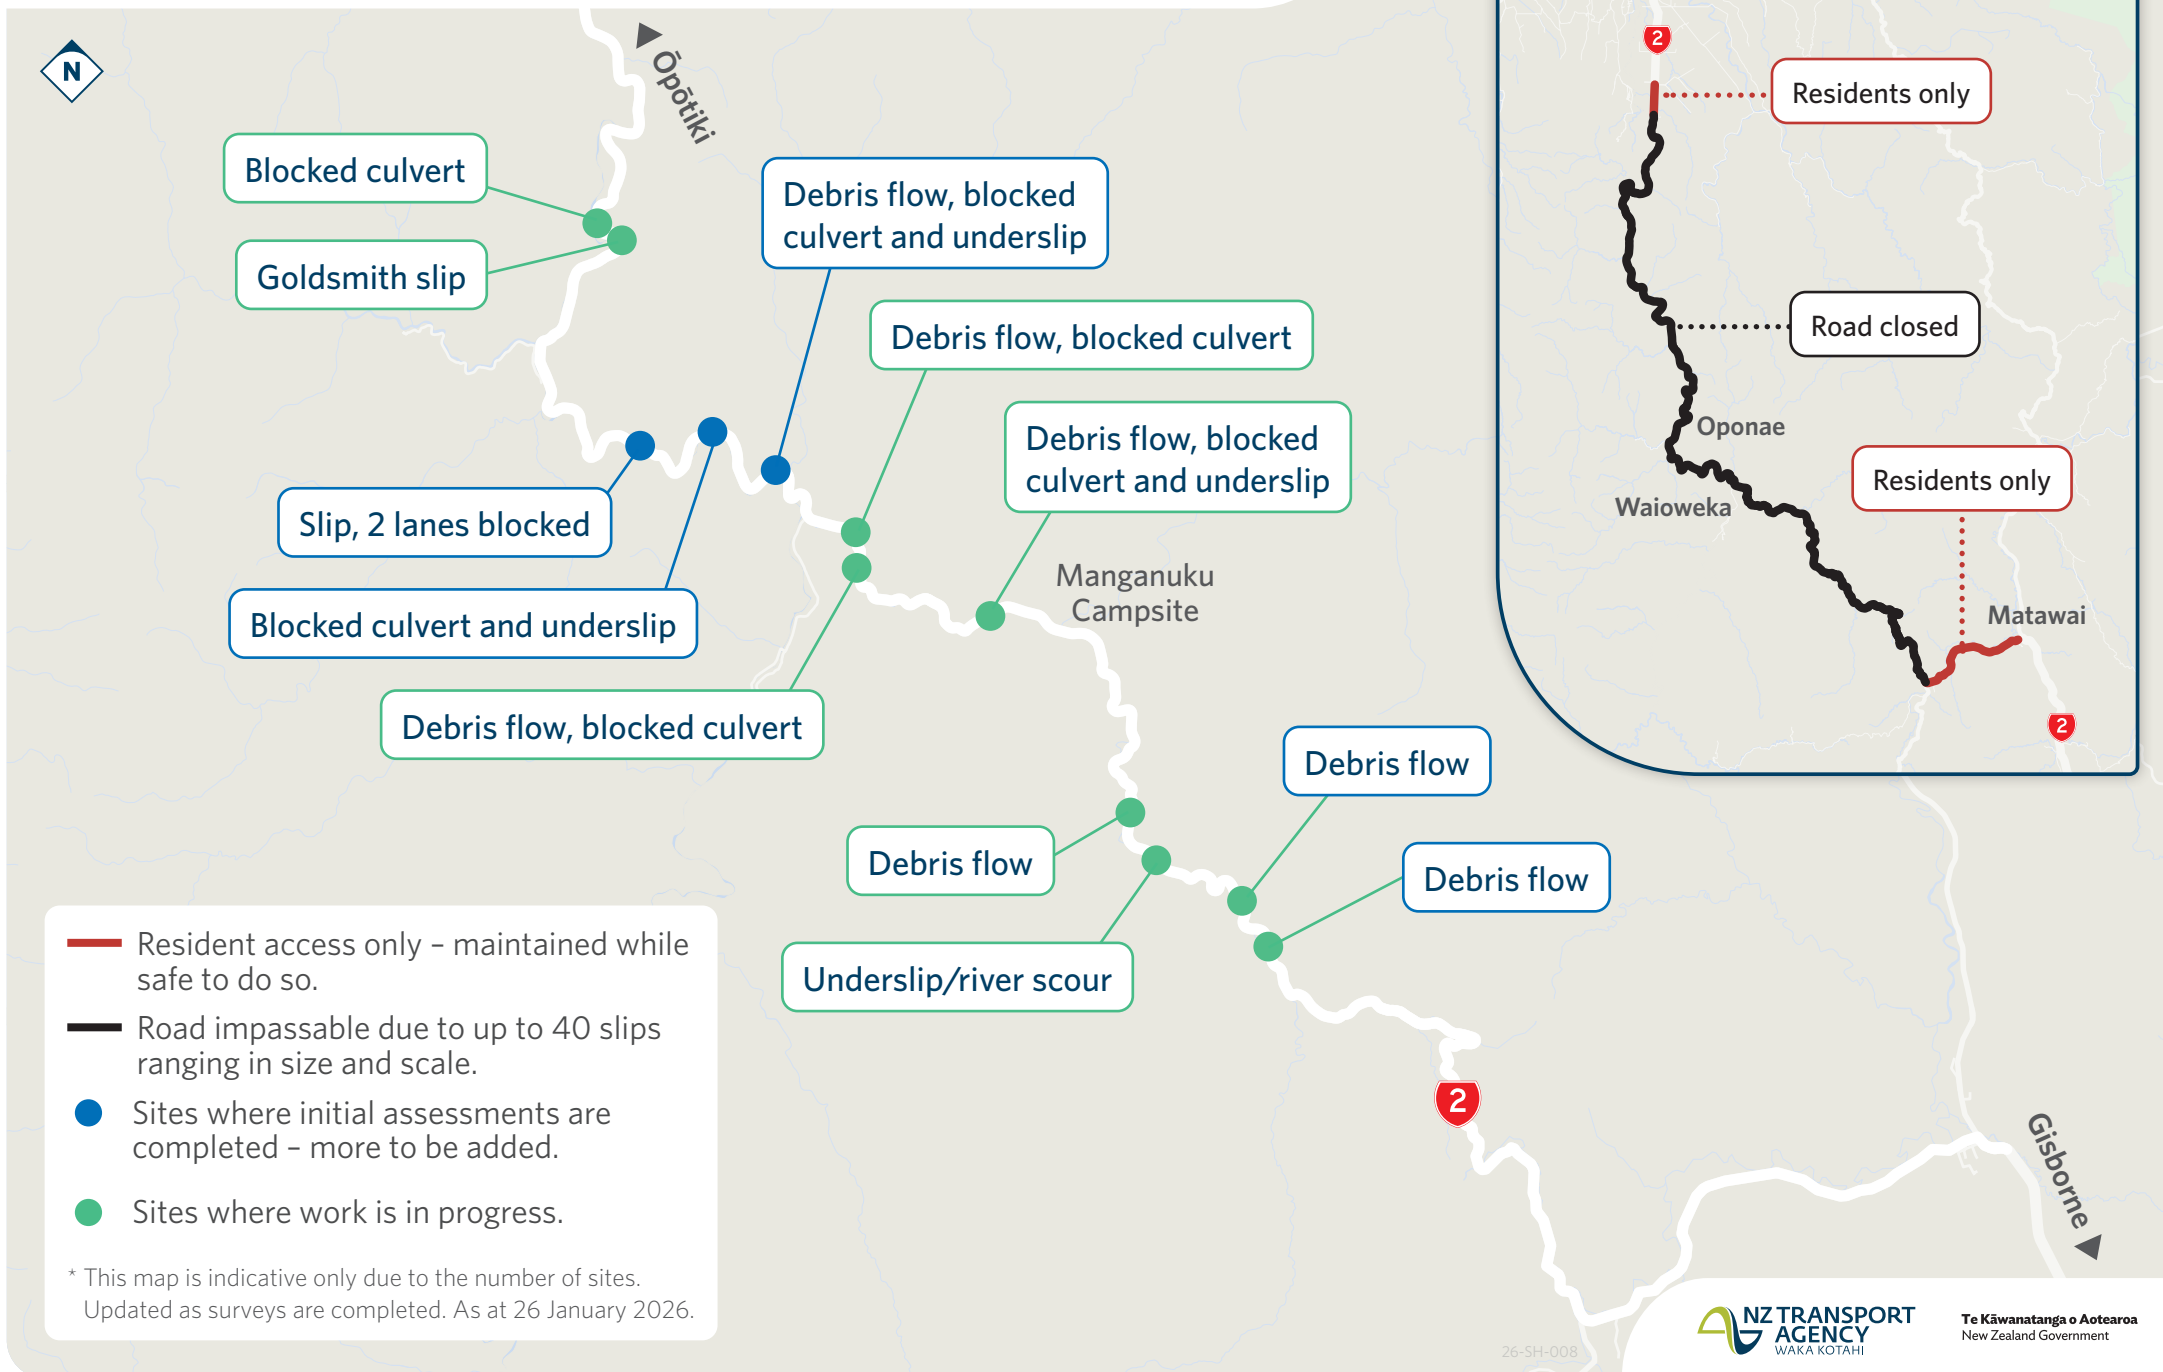 N
Ōpōtiki
Blocked culvert
Goldsmith slip
Debris flow, blocked
culvert and underslip
Debris flow, blocked culvert
Debris flow, blocked
culvert and underslip
Slip, 2 lanes blocked
Blocked culvert and underslip
Debris flow, blocked culvert
Manganuku
Campsite
Debris flow
Debris flow
Debris flow
Underslip/river scour
2
Gisborne
2
Residents only
Road closed
Oponae
Waioweka
Residents only
Matawai
2
Resident access only – maintained while
safe to do so.
Road impassable due to up to 40 slips
ranging in size and scale.
Sites where initial assessments are
completed – more to be added.
Sites where work is in progress.
* This map is indicative only due to the number of sites.
Updated as surveys are completed. As at 26 January 2026.
26-SH-008
NZ TRANSPORT
AGENCY
WAKA KOTAHI
Te Kāwanatanga o Aotearoa
New Zealand Government